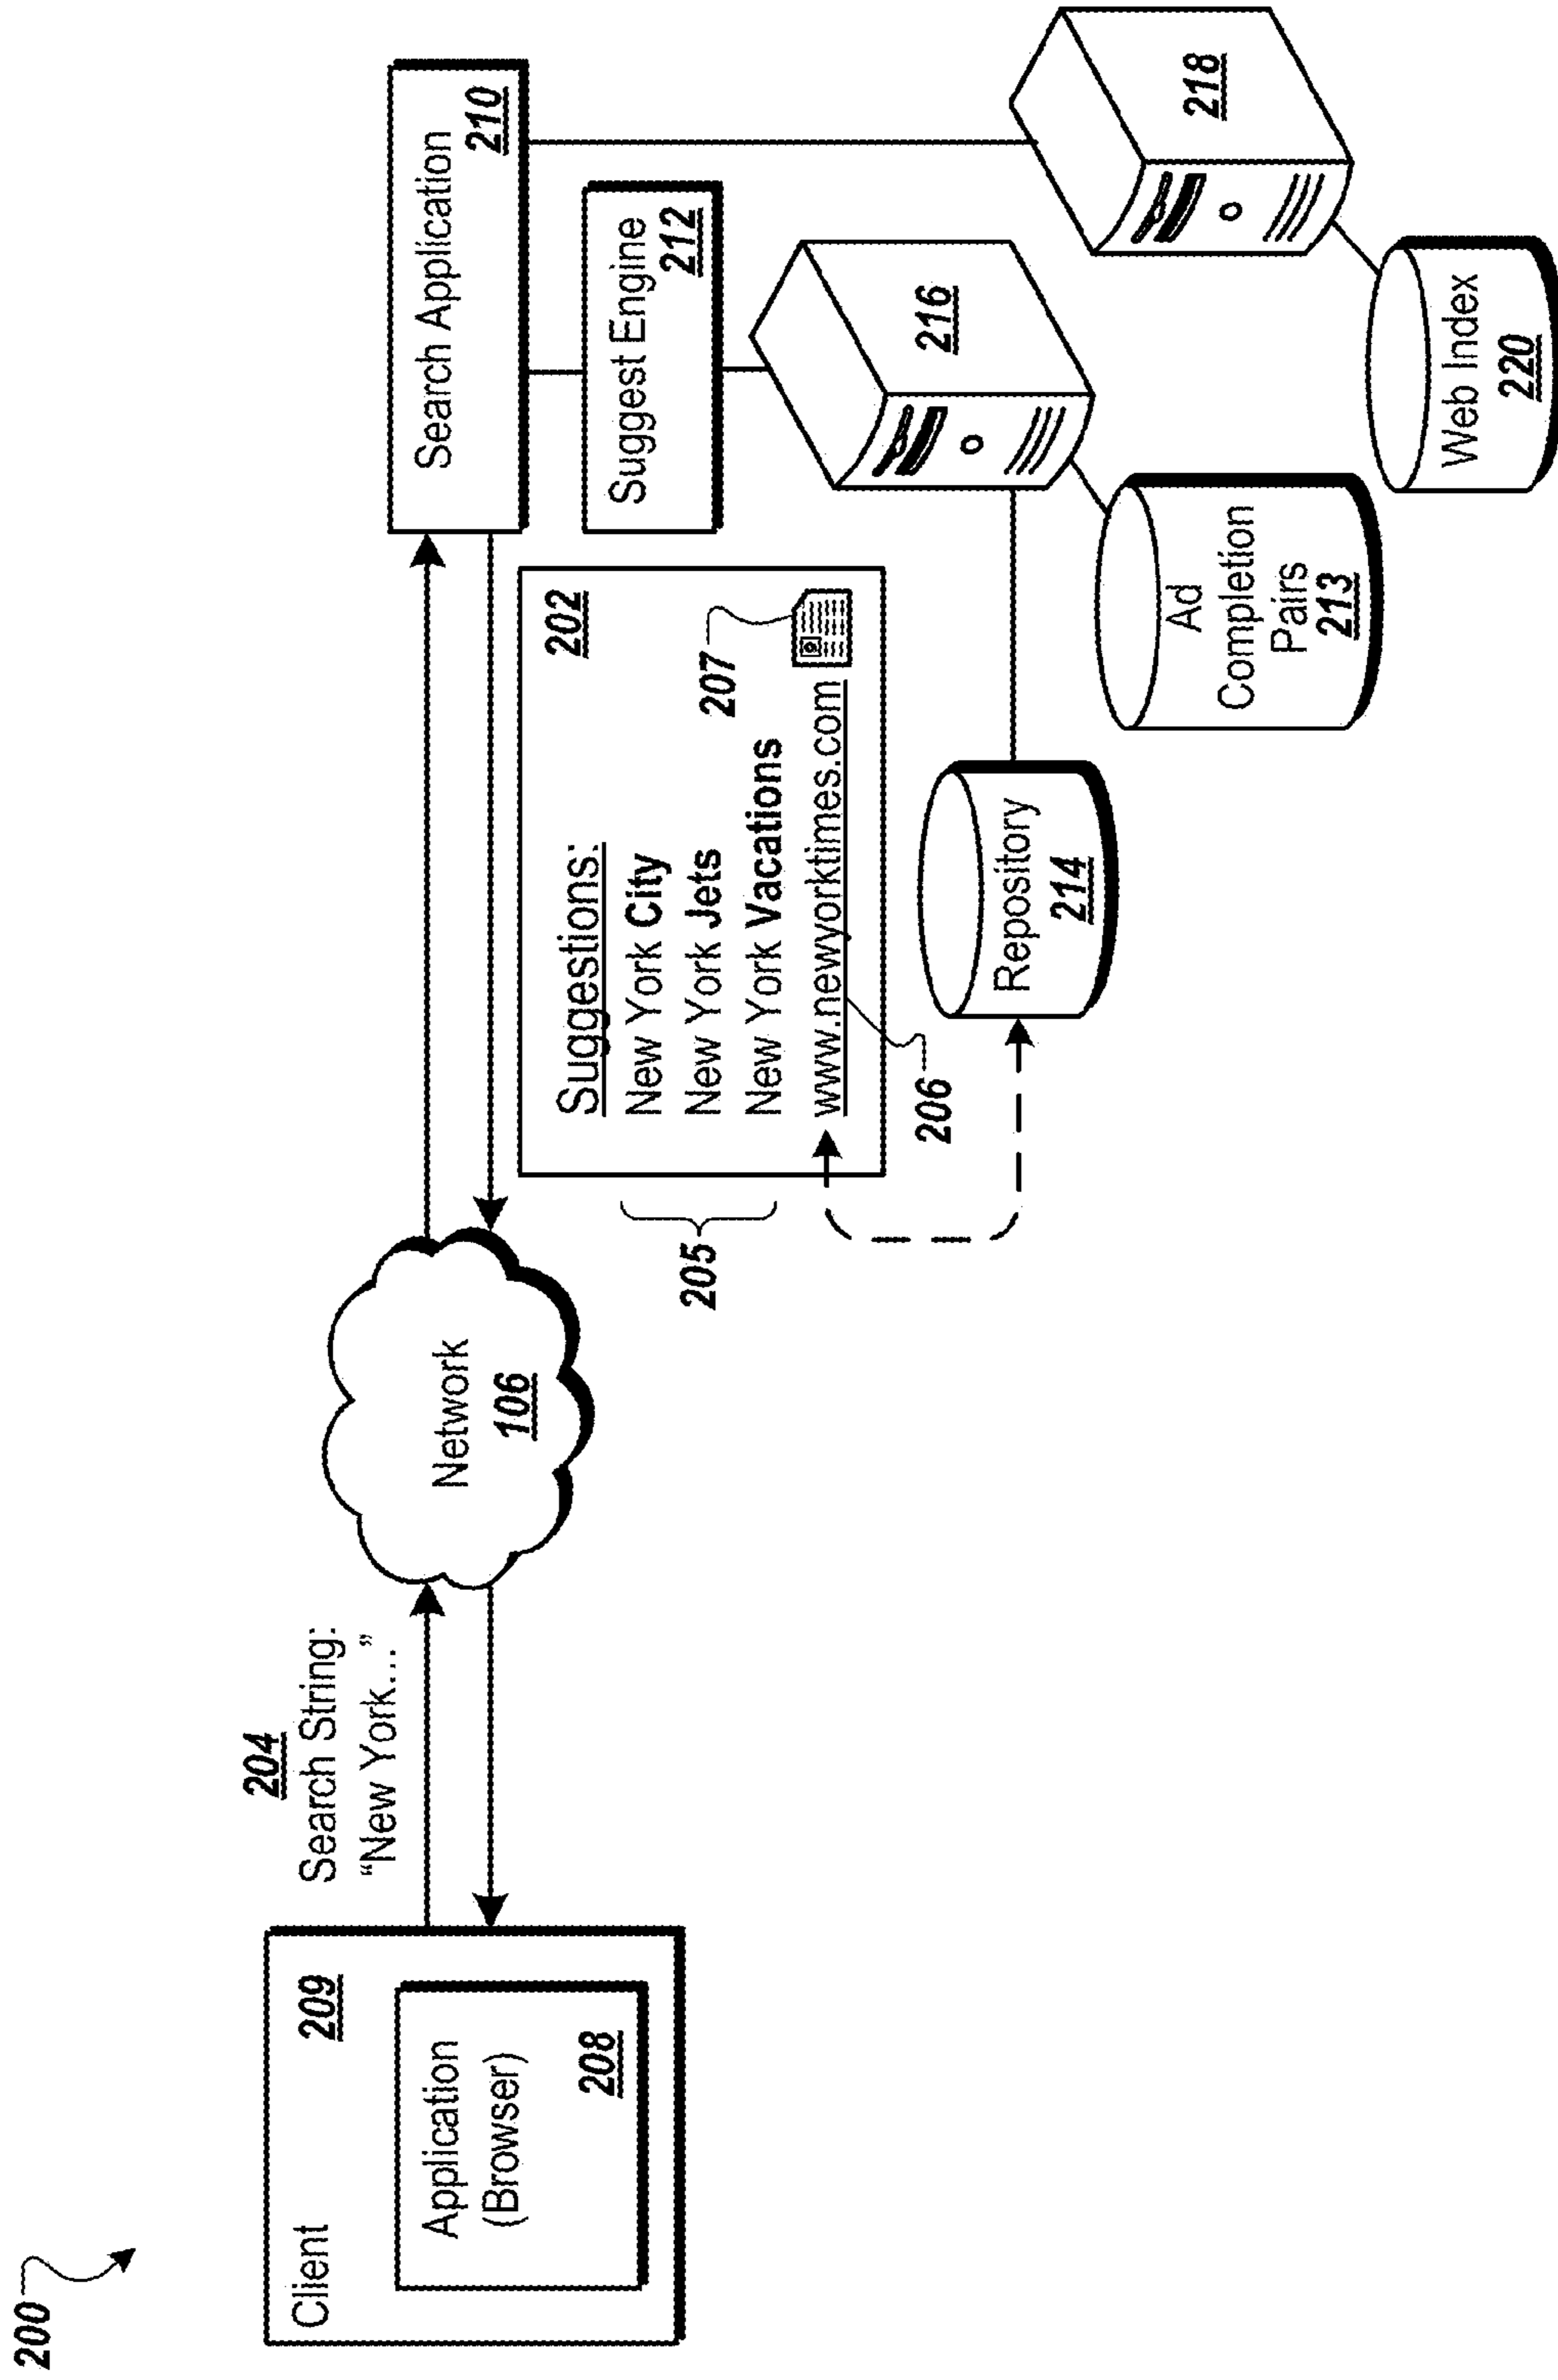 200
Client
209
Application
(Browser)
208
204
Search String:
“New York... ”
Network
106
Search Application
210
Suggest Engine
212
202
Suggestions:
New York City
New York Jets
New York Vacations
www.newyorktimes.com
205
206
207
Repository
214
216
Ad
Completion
Pairs
213
218
Web Index
220